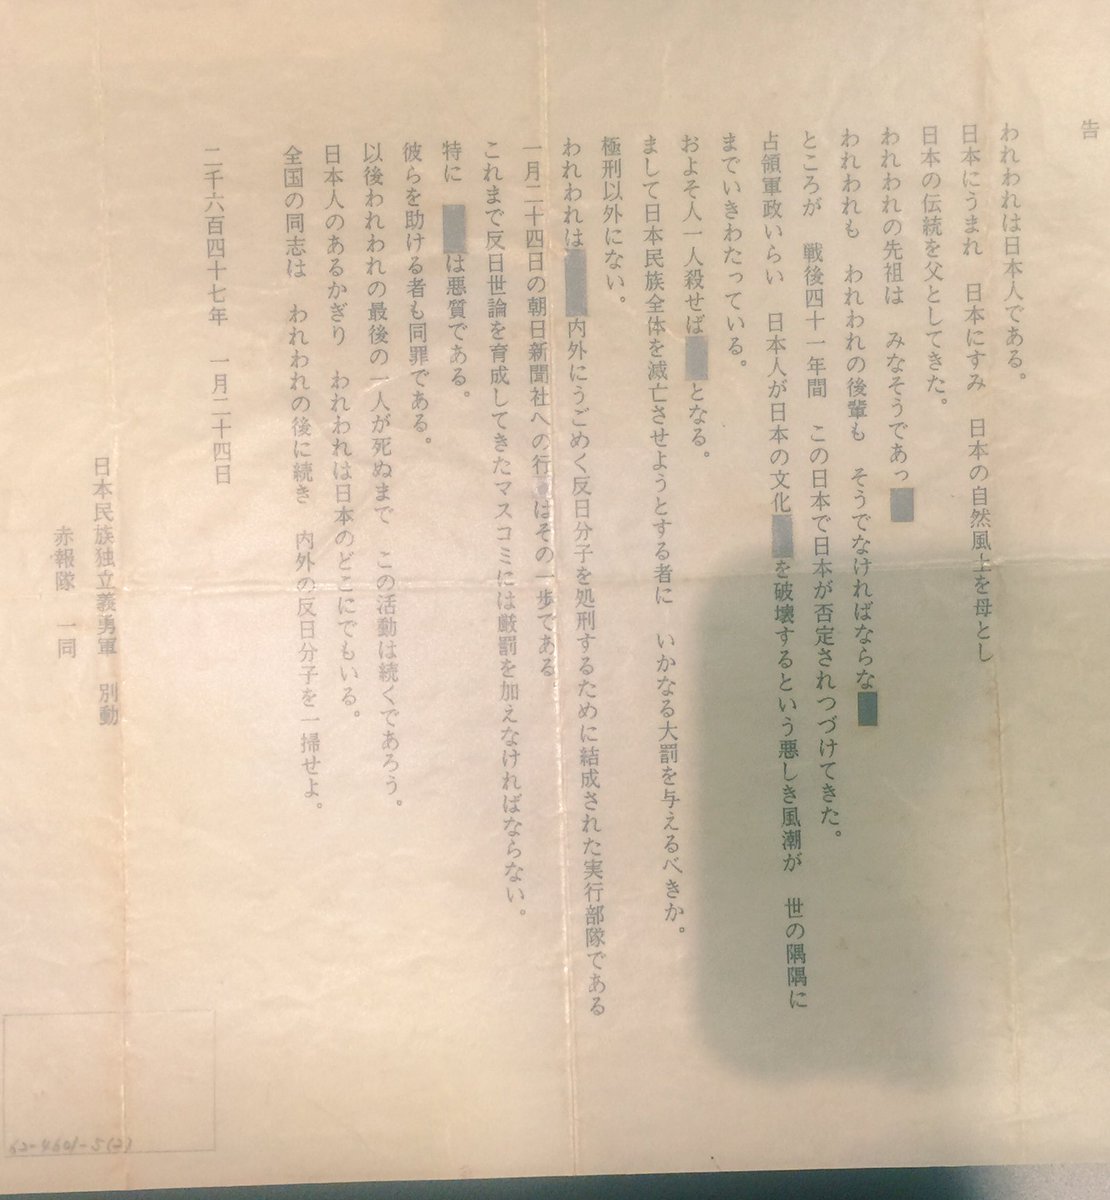 告
われわれは日本人である。
日本にうまれ　日本にすみ　日本の自然風土を母とし
日本の伝統を父としてきた。
われわれの先祖は　みなそうであっ
われわれも　われわれの後輩も　そうでなければならな
ところが　戦後四十一年間　この日本で日本が否定されつづけてきた。
占領軍政いらい　日本人が日本の文化を破壊するという悪しき風潮が　世の隅隅に
までいきわたっている。
およそ人一人殺せばとなる。
まして日本民族全体を滅亡させようとする者に　いかなる大罰を与えるべきか。
極刑以外にない。
われわれは内外にうごめく反日分子を処刑するために結成された実行部隊である
一月二十四日の朝日新聞社への行はその一歩である
これまで反日世論を育成してきたマスコミには厳罰を加えなければならない。
特に　は悪質である。
彼らを助ける者も同罪である。
以後われわれの最後の一人が死ぬまで　この活動は続くであろう。
日本人のあるかぎり　われわれは日本のどこにでもいる。
全国の同志は　われわれの後に続き　内外の反日分子を一掃せよ。
二千六百四十七年　一月二十四日
日本民族独立義勇軍　別動
赤報隊　一同
62-4601-5(2)